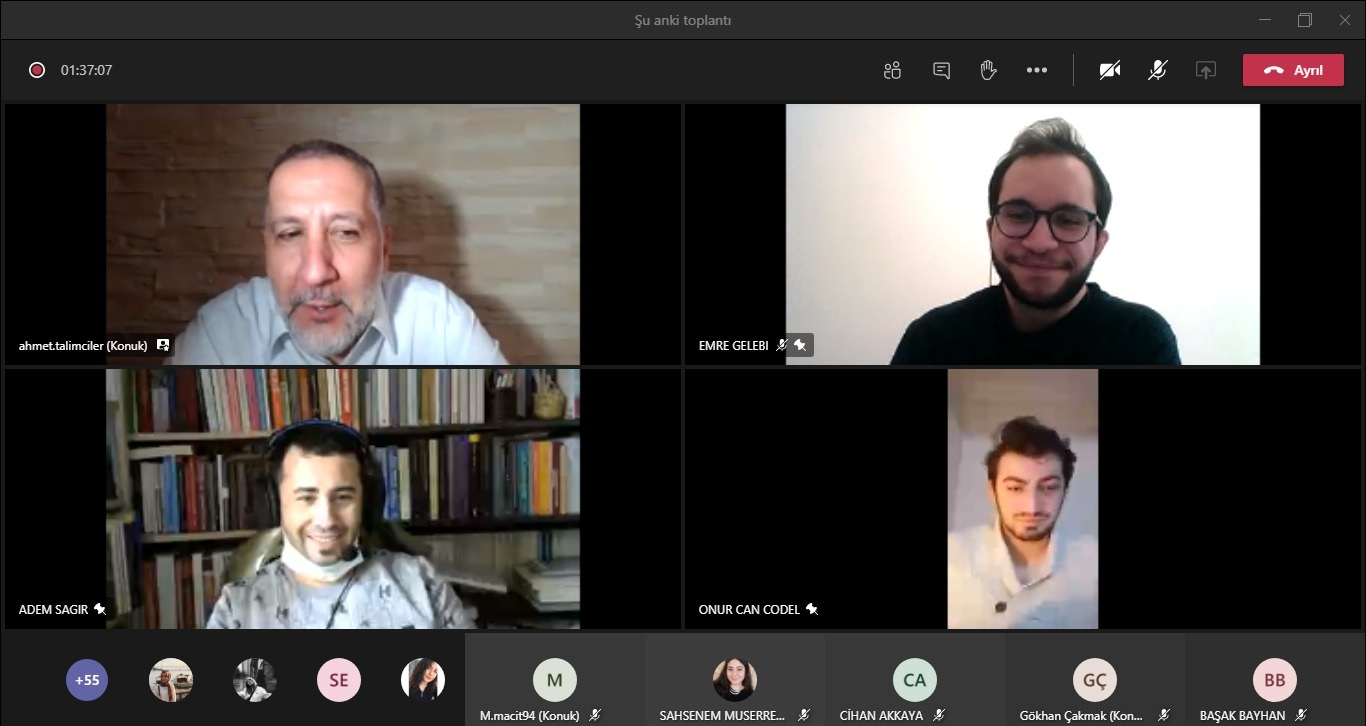 Şu anki toplantı
01:37:07
Ayrıl
ahmet.talimciler (Konuk)
EMRE GELEBI
ADEM SAGIR
ONUR CAN CODEL
+55
SE
M
CA
GÇ
BB
M.macit94 (Konuk)
SAHSENEM MUSERRE...
CİHAN AKKAYA
Gökhan Çakmak (Kon...
BAŞAK BAYHAN